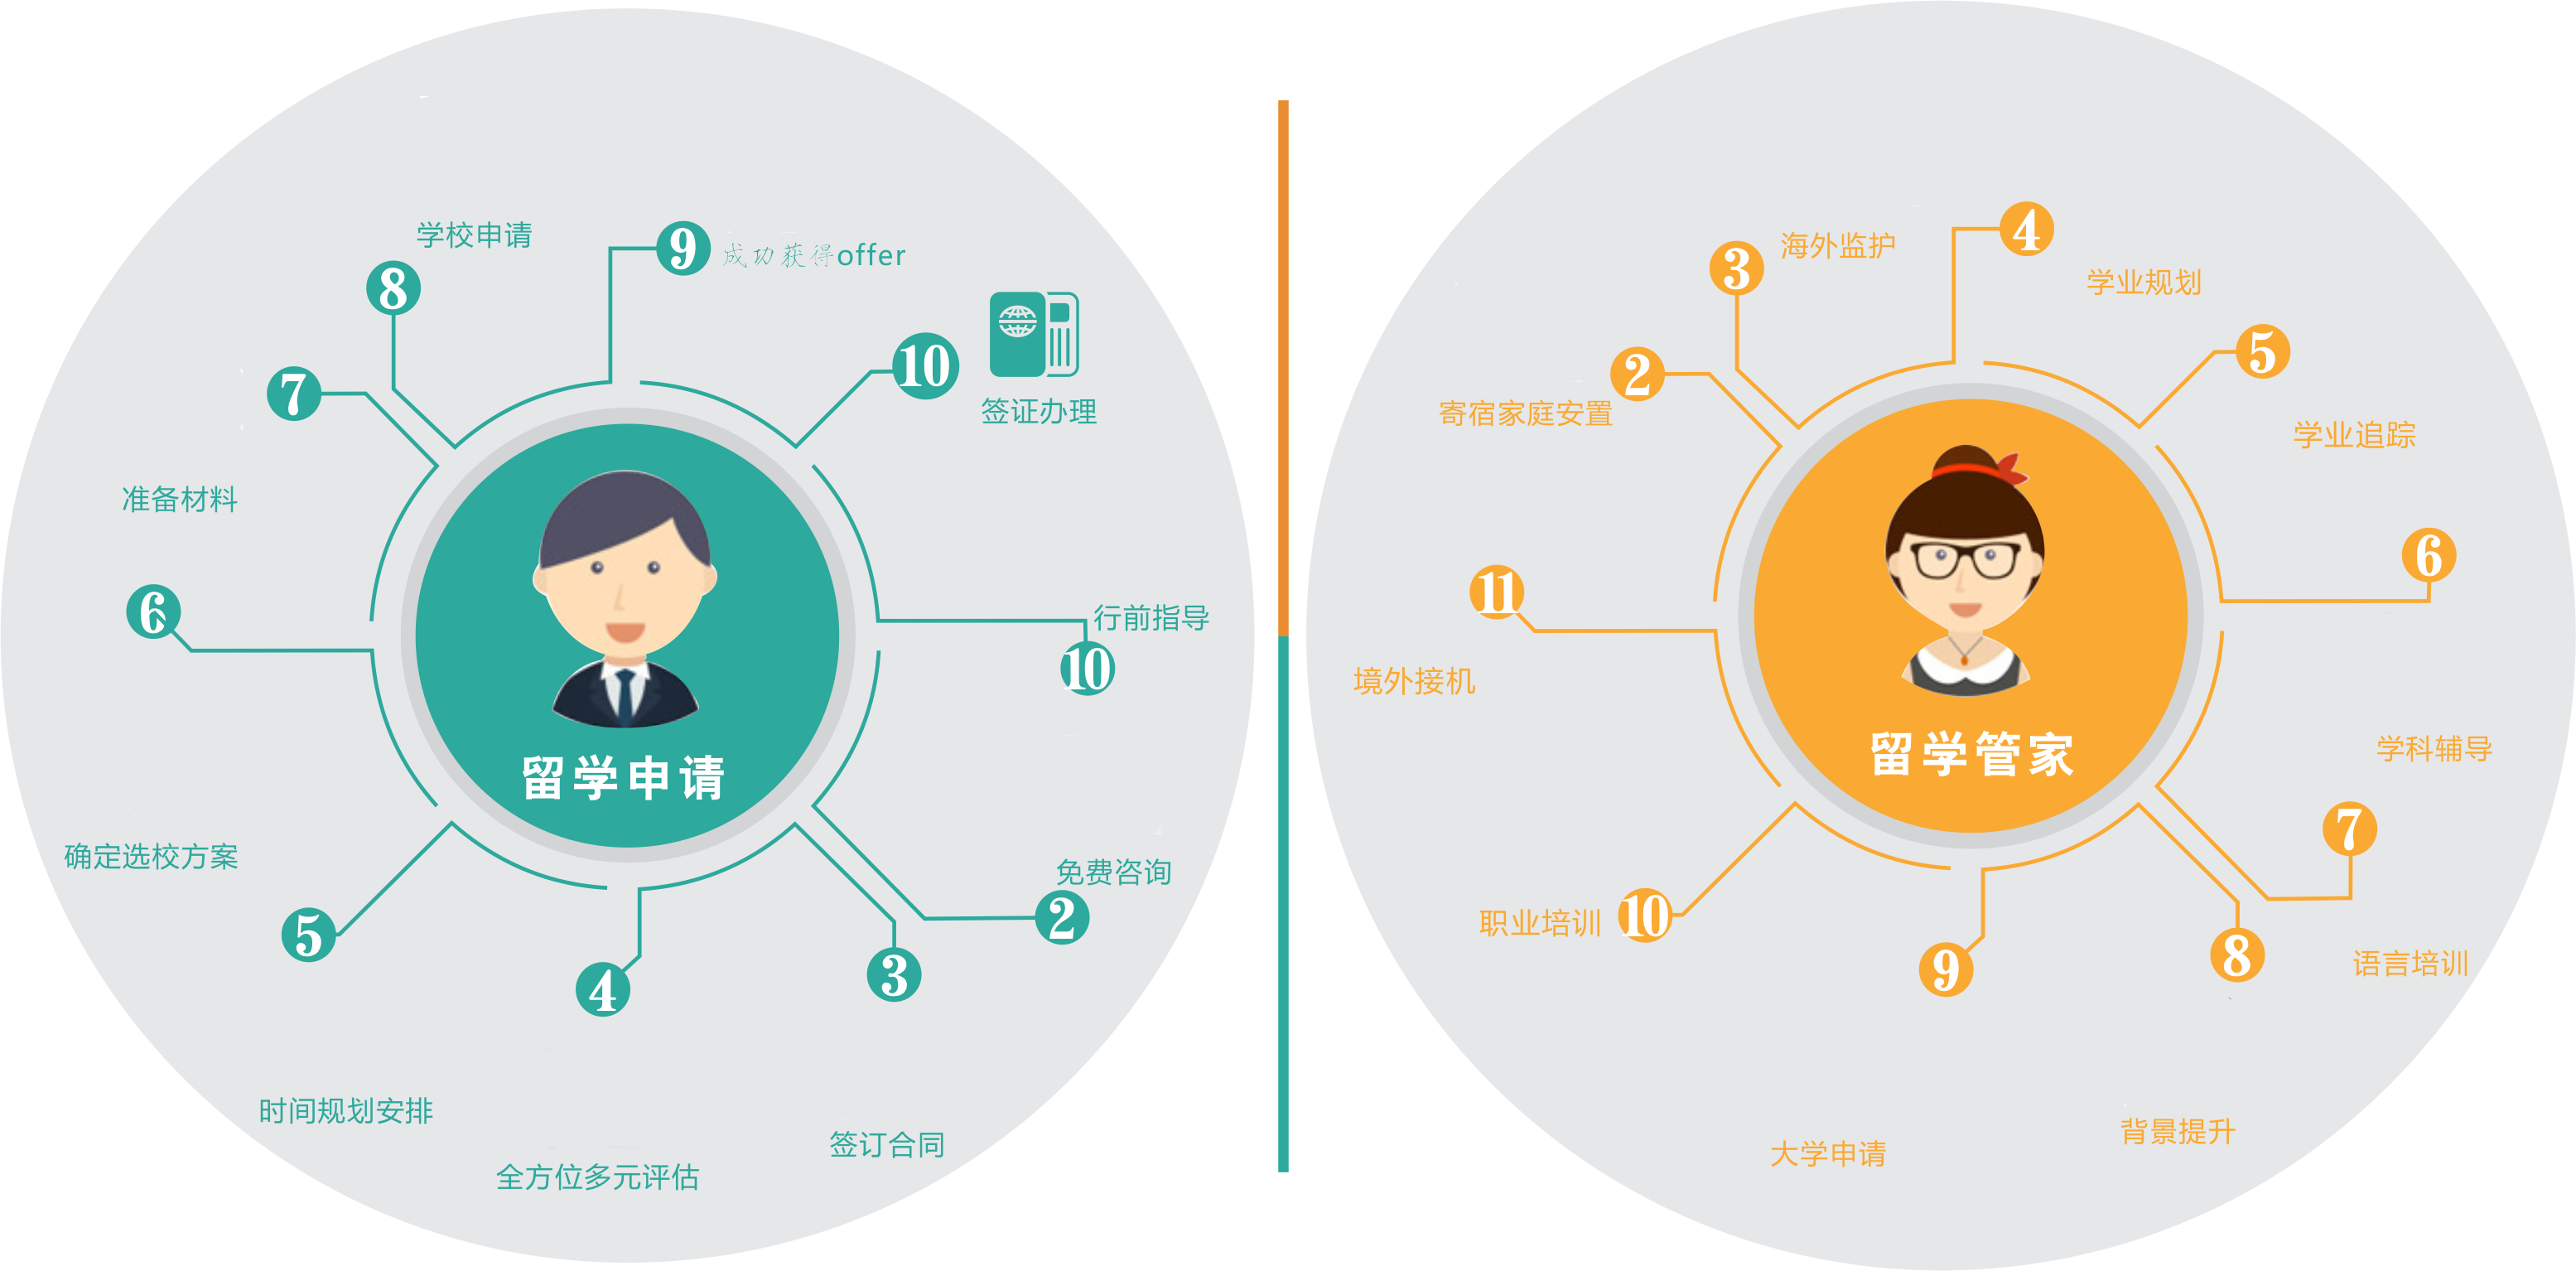 学校申请
9
成功获得offer
8
10
签证办理
7
准备材料
6
行前指导
10
留学申请
确定选校方案
免费咨询
2
5
3
4
时间规划安排
签订合同
全方位多元评估
4
海外监护
3
学业规划
5
2
寄宿家庭安置
学业追踪
6
11
境外接机
留学管家
学科辅导
7
职业培训
10
8
9
语言培训
背景提升
大学申请